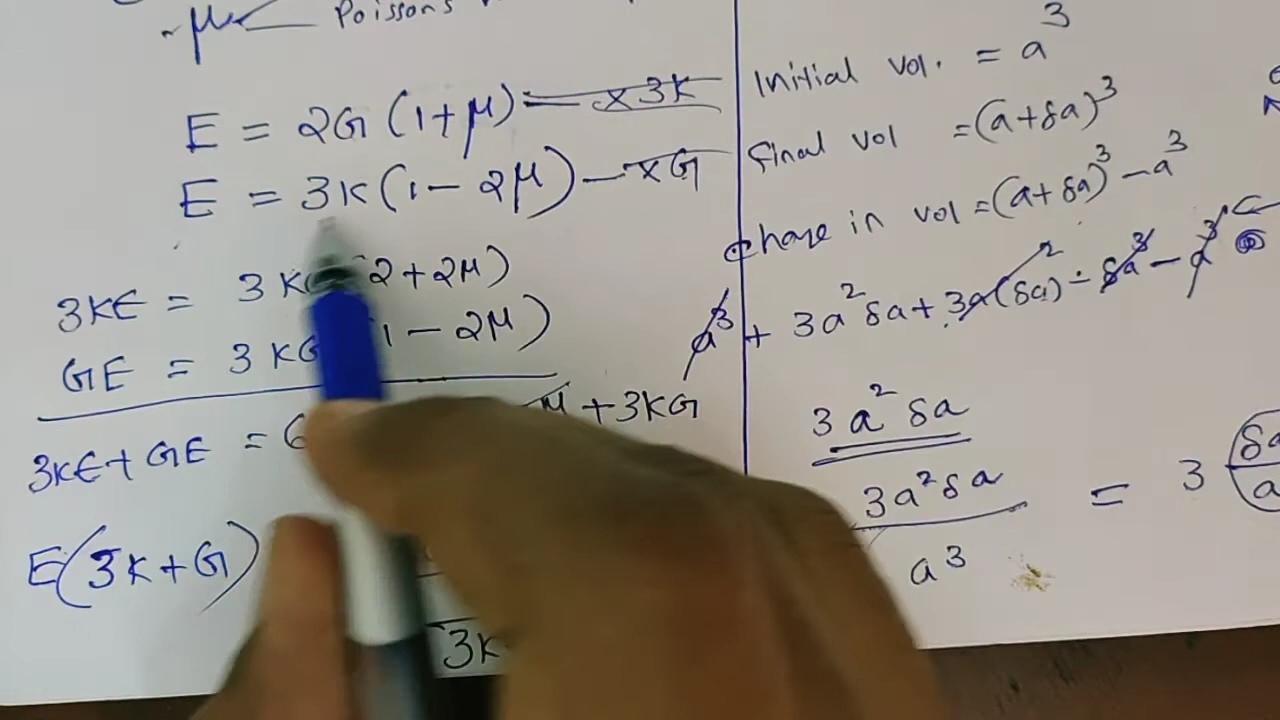 -μ Poissons
E = 2G (1+μ) — ×3K
E = 3K (1 - 2μ) — ×G
3KE = 3K 2 + 2μ)
GE = 3KG 1 - 2μ)
3KE + GE = 6 μ + 3KG
E(3K+G)
3K
Initial vol. = a³
final vol = (a+δa)³
chane in vol = (a+δa)³ - a³
a³ + 3a²δa + 3a(δa)² + δa³ - a³
3a²δa
3a²δa / a³ = 3 (δa/a